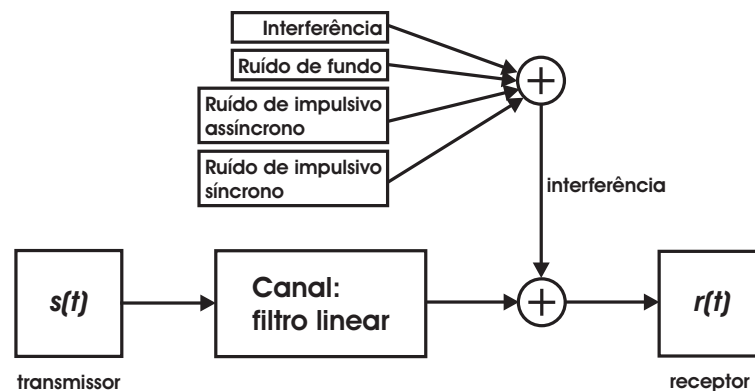 Interferência
Ruído de fundo
Ruído de impulsivo
assíncrono
Ruído de impulsivo
síncrono
interferência
s(t)
Canal:
filtro linear
r(t)
transmissor
receptor